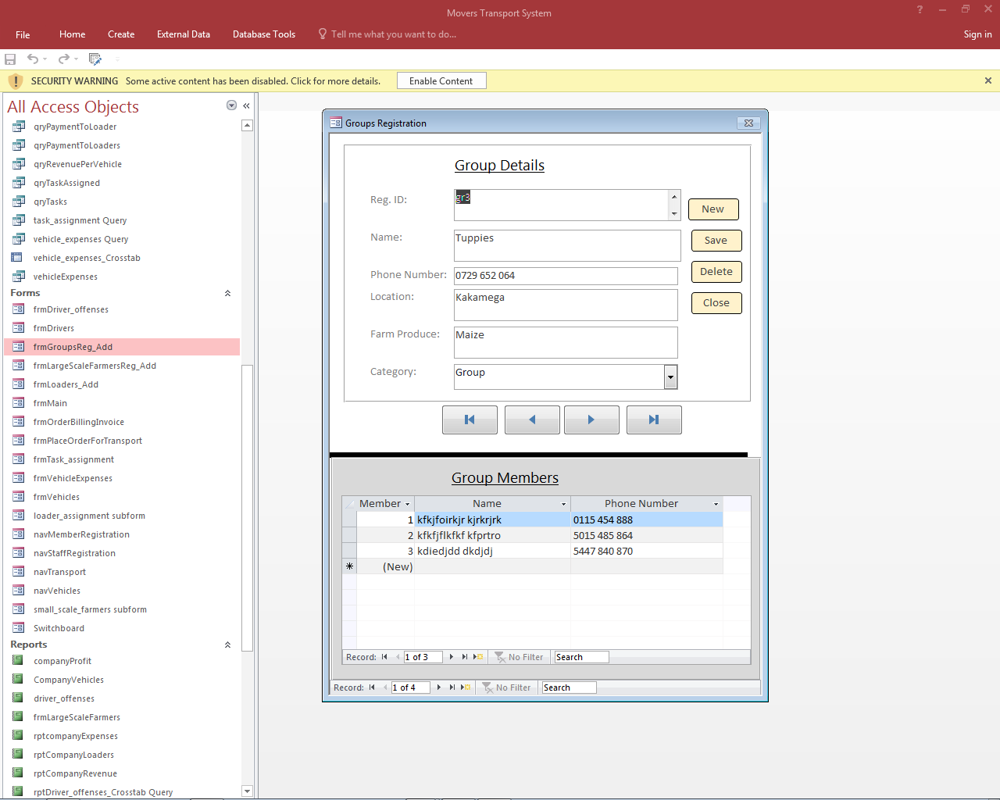 Movers Transport System
File Home Create External Data Database Tools Tell me what you want to do... Sign in
SECURITY WARNING Some active content has been disabled. Click for more details. Enable Content
All Access Objects
qryPaymentToLoader
qryPaymentToLoaders
qryRevenuePerVehicle
qryTaskAssigned
qryTasks
task_assignment Query
vehicle_expenses Query
vehicle_expenses_Crosstab
vehicleExpenses
Forms
frmDriver_offenses
frmDrivers
frmGroupsReg_Add
frmLargeScaleFarmersReg_Add
frmLoaders_Add
frmMain
frmOrderBillingInvoice
frmPlaceOrderForTransport
frmTask_assignment
frmVehicleExpenses
frmVehicles
loader_assignment subform
navMemberRegistration
navStaffRegistration
navTransport
navVehicles
small_scale_farmers subform
Switchboard
Reports
companyProfit
CompanyVehicles
driver_offenses
frmLargeScaleFarmers
rptcompanyExpenses
rptCompanyLoaders
rptCompanyRevenue
rptDriver_offenses_Crosstab Query
Groups Registration
Group Details
Reg. ID: gr3
New
Name: Tuppies
Save
Phone Number: 0729 652 064
Delete
Location: Kakamega
Close
Farm Produce: Maize
Category: Group
Group Members
Member Name Phone Number
1 kfkjfoirkjr kjrkrjrk 0115 454 888
2 kfkfjflkfkf kfprtro 5015 485 864
3 kdiedjdd dkdjdj 5447 840 870
* (New)
Record: 1 of 3 No Filter Search
Record: 1 of 4 No Filter Search